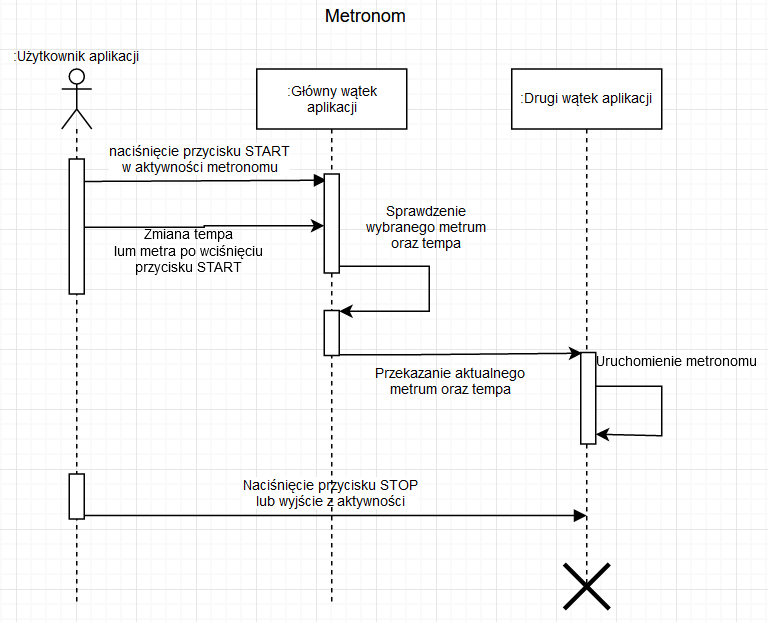 Metronom
:Użytkownik aplikacji
:Główny wątek
aplikacji
:Drugi wątek aplikacji
naciśnięcie przycisku START
w aktywności metronomu
Zmiana tempa
lum metra po wciśnięciu
przycisku START
Sprawdzenie
wybranego metrum
oraz tempa
Przekazanie aktualnego
metrum oraz tempa
Uruchomienie metronomu
Naciśnięcie przycisku STOP
lub wyjście z aktywności